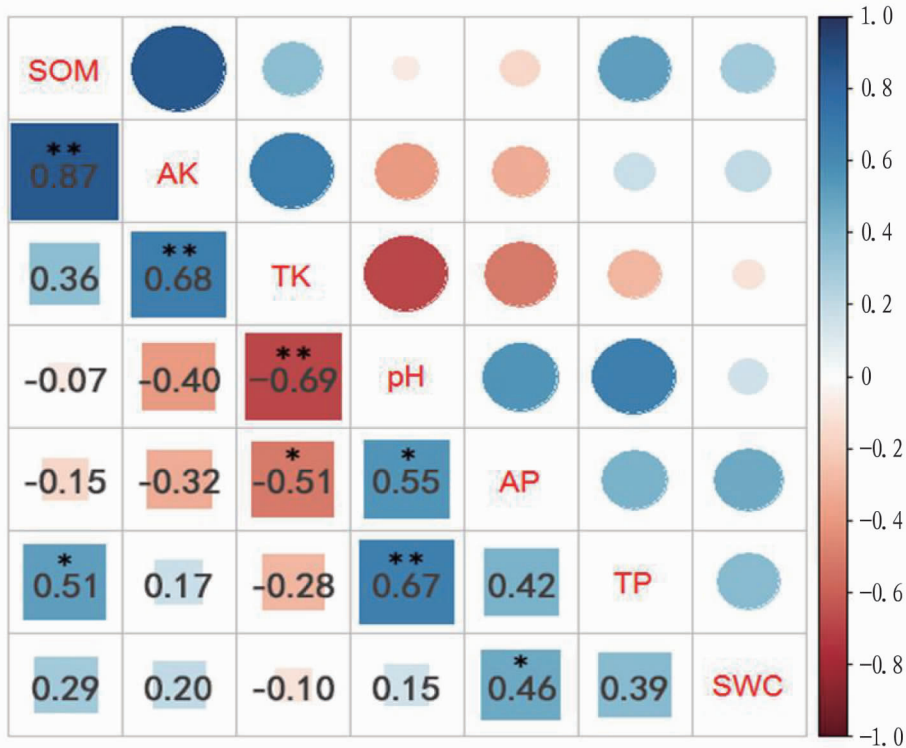 SOM
**
0.87 AK
0.36 ** 0.68 TK
-0.07 -0.40 ** -0.69 pH
-0.15 -0.32 * -0.51 * 0.55 AP
* 0.51 0.17 -0.28 ** 0.67 0.42 TP
0.29 0.20 -0.10 0.15 * 0.46 0.39 SWC
1.0
0.8
0.6
0.4
0.2
0
-0.2
-0.4
-0.6
-0.8
-1.0